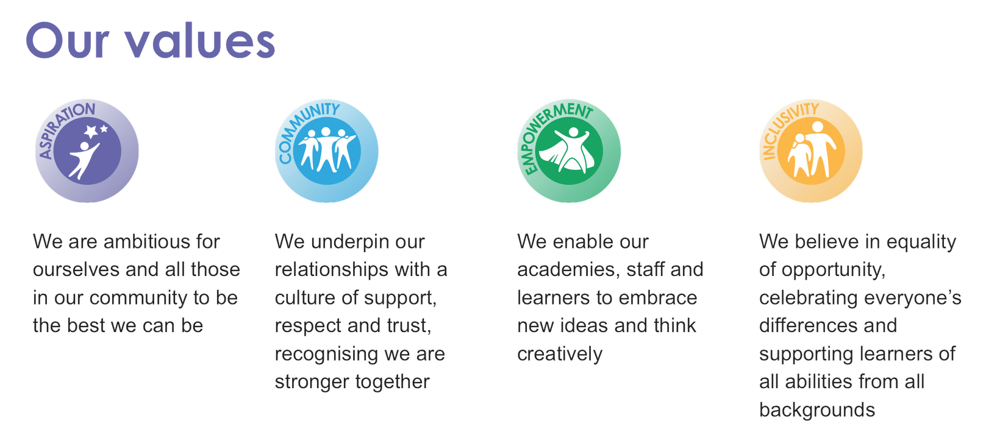 Our values
ASPIRATION
We are ambitious for
ourselves and all those
in our community to be
the best we can be
COMMUNITY
We underpin our
relationships with a
culture of support,
respect and trust,
recognising we are
stronger together
EMPOWERMENT
We enable our
academies, staff and
learners to embrace
new ideas and think
creatively
INCLUSIVITY
We believe in equality
of opportunity,
celebrating everyone’s
differences and
supporting learners of
all abilities from all
backgrounds